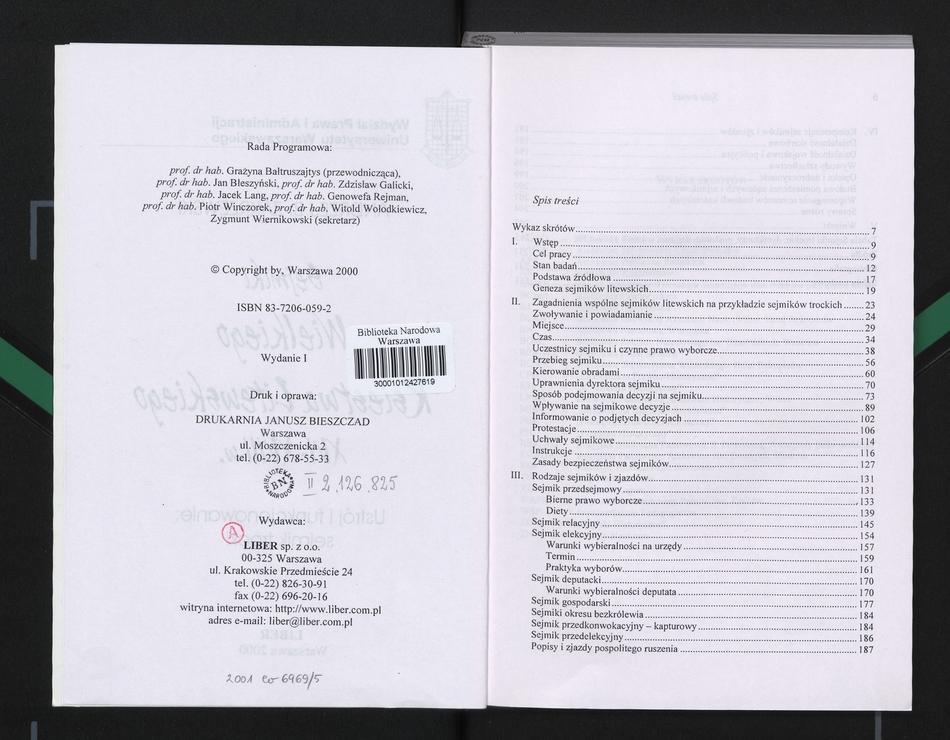 Rada Programowa:
prof. dr hab. Grażyna Bałtruszajtys (przewodnicząca),
prof. dr hab. Jan Błeszyński, prof. dr hab. Zdzisław Galicki,
prof. dr hab. Jacek Lang, prof. dr hab. Genowefa Rejman,
prof. dr hab. Piotr Winczorek, prof. dr hab. Witold Wołodkiewicz,
Zygmunt Wiernikowski (sekretarz)
© Copyright by, Warszawa 2000
ISBN 83-7206-059-2
Biblioteka Narodowa
Warszawa
30001012427619
Wydanie I
Druk i oprawa:
DRUKARNIA JANUSZ BIESZCZAD
Warszawa
ul. Moszczenicka 2
tel. (0-22) 678-55-33
BIBLIOTEKA NARODOWA BN
II 2.126.825
Wydawca:
A
LIBER sp. z o.o.
00-325 Warszawa
ul. Krakowskie Przedmieście 24
tel. (0-22) 826-30-91
fax (0-22) 696-20-16
witryna internetowa: http://www.liber.com.pl
adres e-mail: liber@liber.com.pl
2001 6969/5
Spis treści
Wykaz skrótów 7
I. Wstęp 9
Cel pracy 9
Stan badań 12
Podstawa źródłowa 17
Geneza sejmików litewskich 19
II. Zagadnienia wspólne sejmików litewskich na przykładzie sejmików trockich 23
Zwoływanie i powiadamianie 24
Miejsce 29
Czas 34
Uczestnicy sejmiku i czynne prawo wyborcze 38
Przebieg sejmiku 56
Kierowanie obradami 60
Uprawnienia dyrektora sejmiku 70
Sposób podejmowania decyzji na sejmiku 73
Wpływanie na sejmikowe decyzje 89
Informowanie o podjętych decyzjach 102
Protestacje 106
Uchwały sejmikowe 114
Instrukcje 116
Zasady bezpieczeństwa sejmików 127
III. Rodzaje sejmików i zjazdów 131
Sejmik przedsejmowy 131
Bierne prawo wyborcze 133
Diety 139
Sejmik relacyjny 145
Sejmik elekcyjny 154
Warunki wybieralności na urzędy 157
Termin 159
Praktyka wyborów 161
Sejmik deputacki 170
Warunki wybieralności deputata 170
Sejmik gospodarski 177
Sejmiki okresu bezkrólewia 184
Sejmik przedkonwokacyjny – kapturowy 184
Sejmik przedelekcyjny 186
Popisy i zjazdy pospolitego ruszenia 187